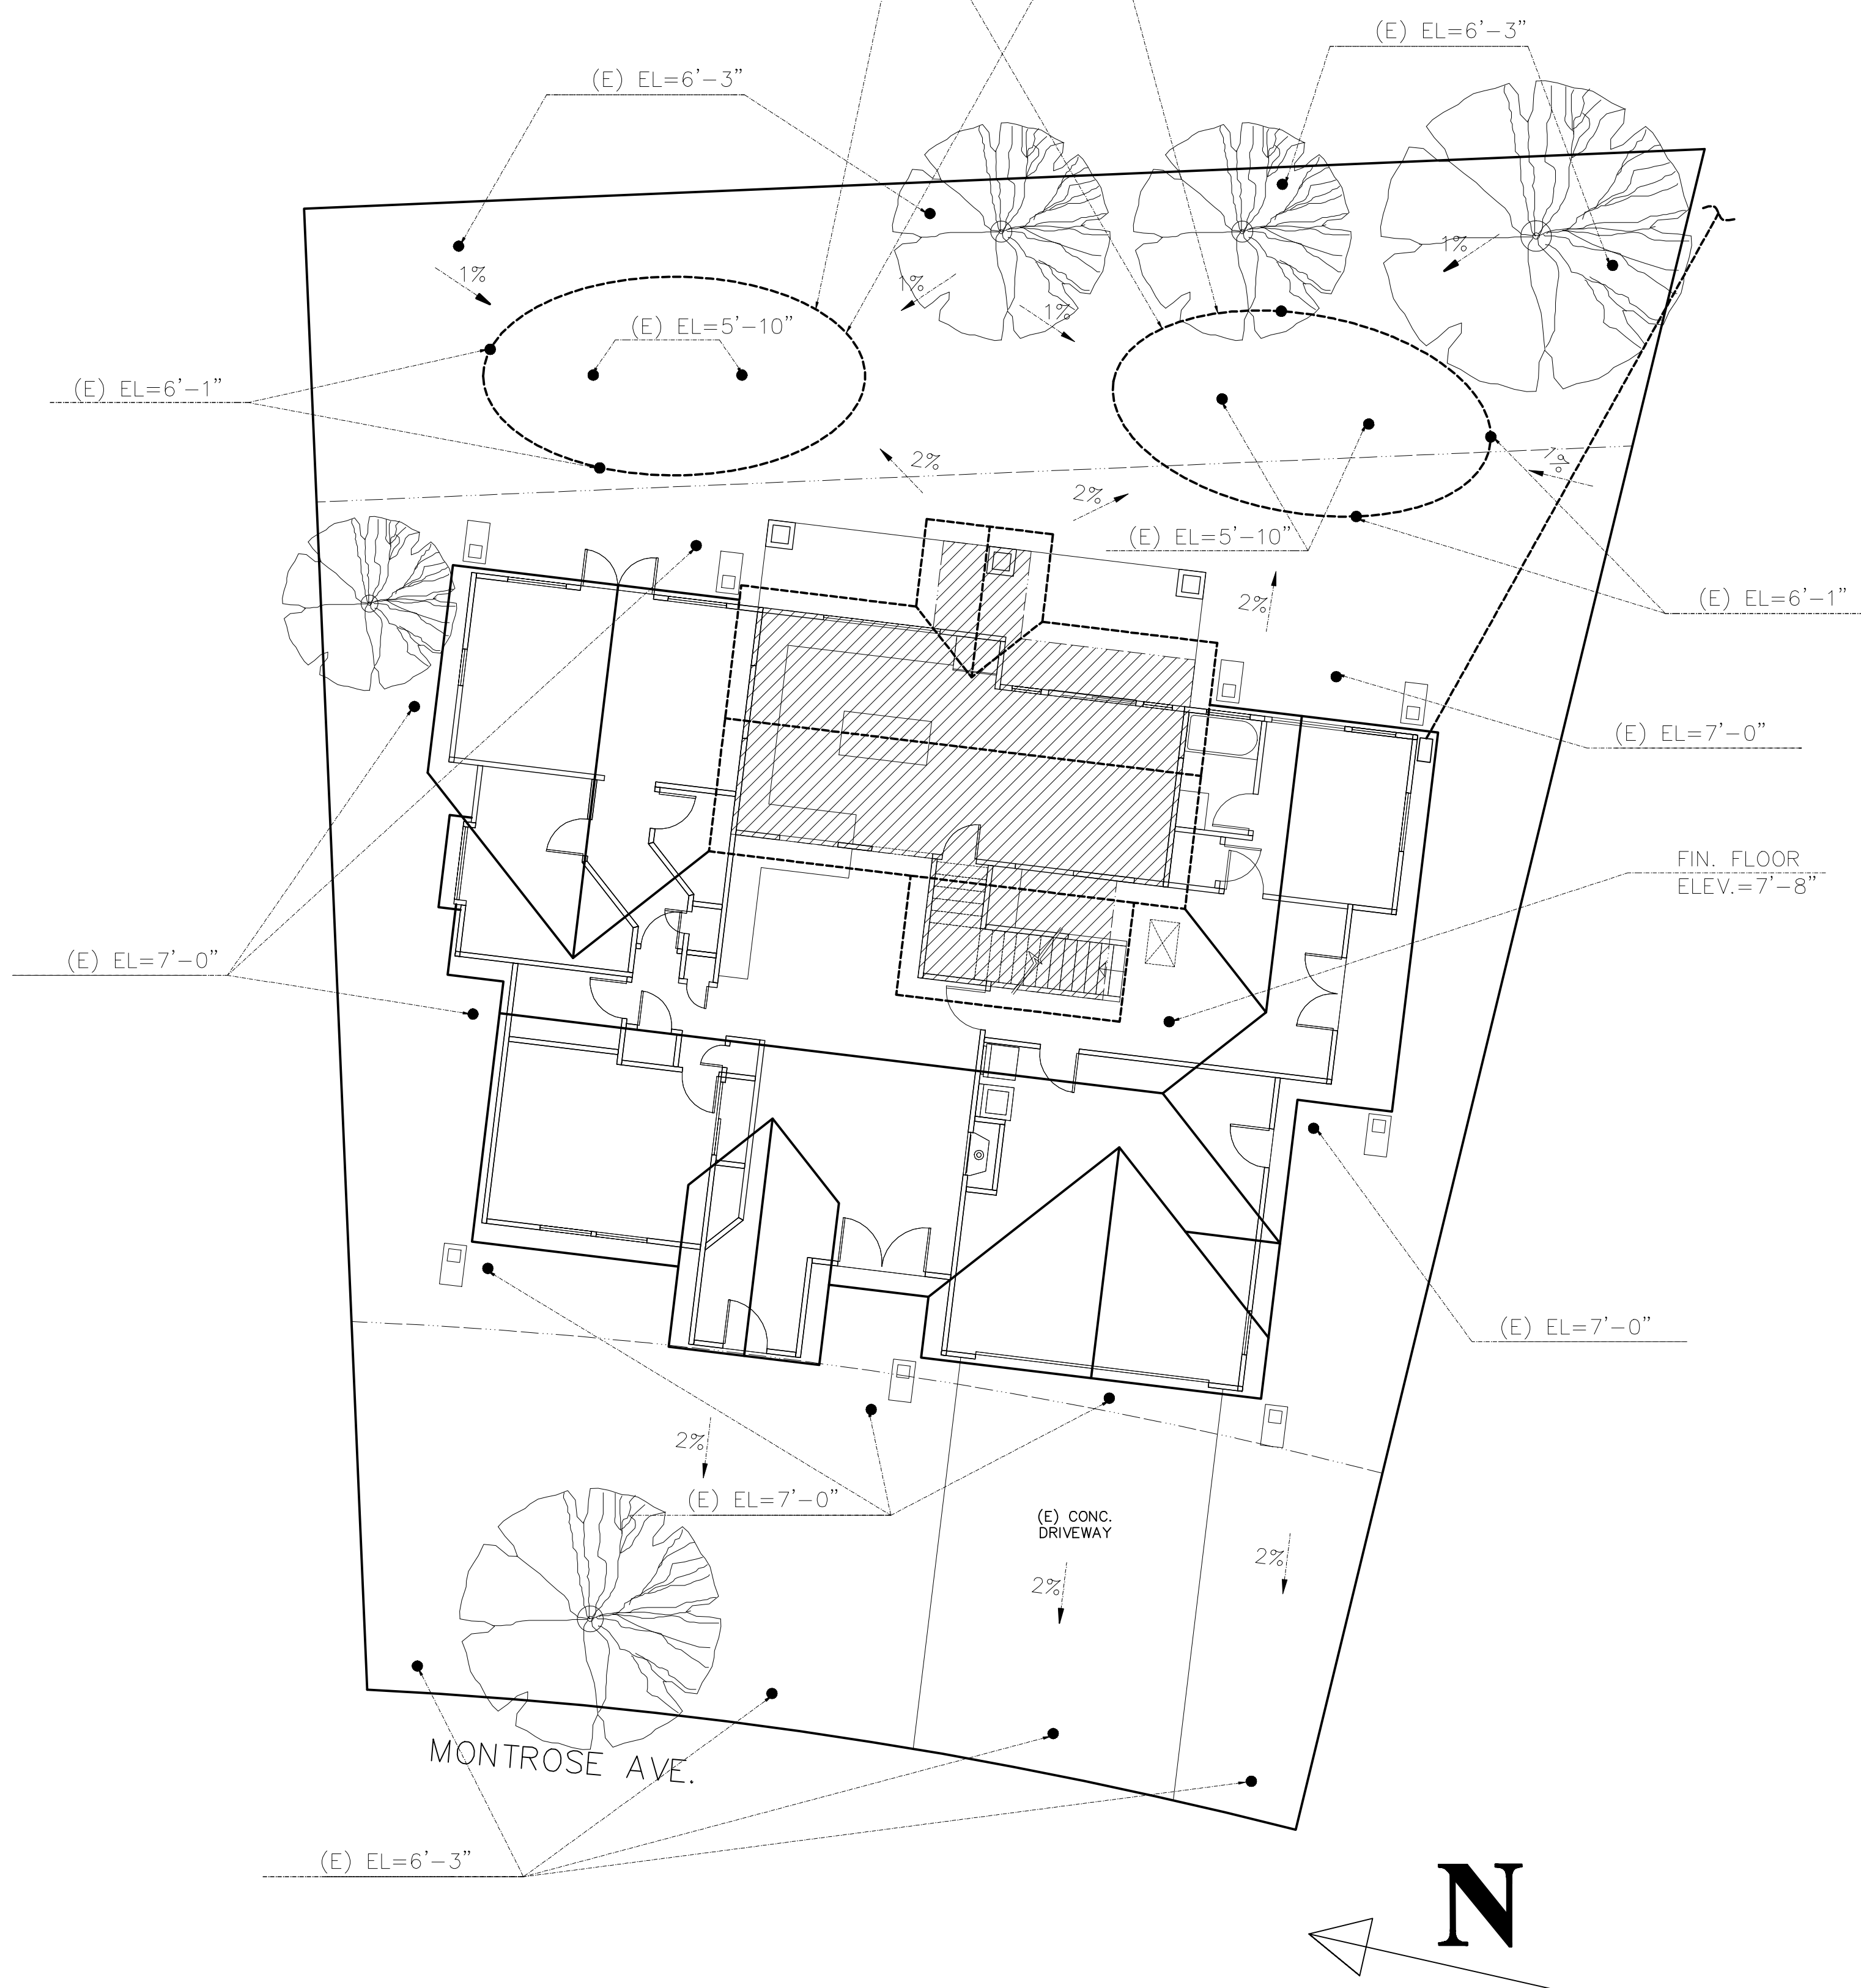 (E) EL=6'-3"
(E) EL=6'-3"
1%
1%
1%
1%
(E) EL=5'-10"
(E) EL=6'-1"
2%
1%
2%
(E) EL=5'-10"
2%
(E) EL=6'-1"
(E) EL=7'-0"
FIN. FLOOR
ELEV.=7'-8"
(E) EL=7'-0"
(E) EL=7'-0"
2%
(E) EL=7'-0"
(E) CONC.
DRIVEWAY
2%
2%
MONTROSE AVE.
(E) EL=6'-3"
N